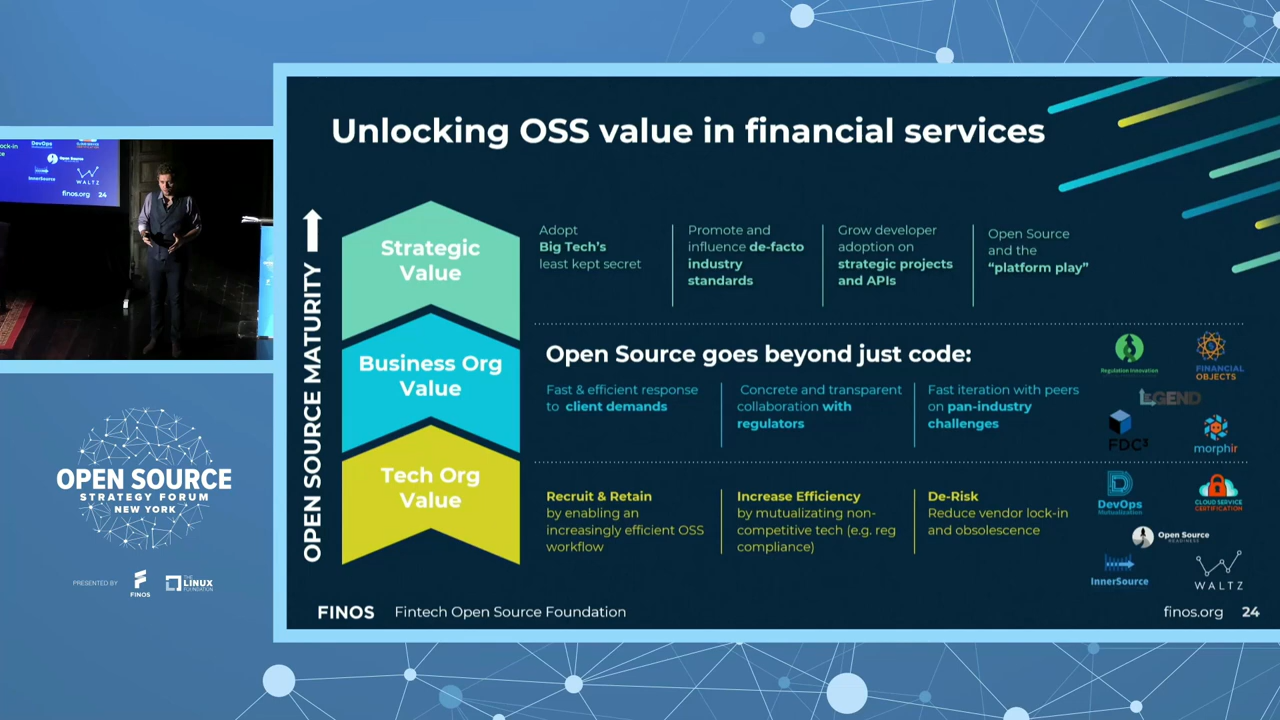 Unlocking OSS value in financial services
OPEN SOURCE MATURITY
Strategic
Value
Adopt
Big Tech's
least kept secret
Promote and
influence de-facto
industry
standards
Grow developer
adoption on
strategic projects
and APIs
Open Source
and the
“platform play”
Business Org
Value
Open Source goes beyond just code:
Fast & efficient response
to client demands
Concrete and transparent
collaboration with
regulators
Fast iteration with peers
on pan-industry
challenges
Regulation Innovation
FINANCIAL
OBJECTS
LEGEND
FDC³
morphir
Tech Org
Value
Recruit & Retain
by enabling an
increasingly efficient OSS
workflow
Increase Efficiency
by mutualizing non-
competitive tech (e.g. reg
compliance)
De-Risk
Reduce vendor lock-in
and obsolescence
DevOps
Mutualization
CLOUD SERVICE
CERTIFICATION
Open Source
READINESS
InnerSource
WALTZ
FINOS Fintech Open Source Foundation
finos.org 24
ock-in
ce
DevOps
Open Source
InnerSource
WALTZ
finos.org 24
OPEN SOURCE
STRATEGY FORUM
NEW YORK
PRESENTED BY
FINOS
THE
LINUX
FOUNDATION